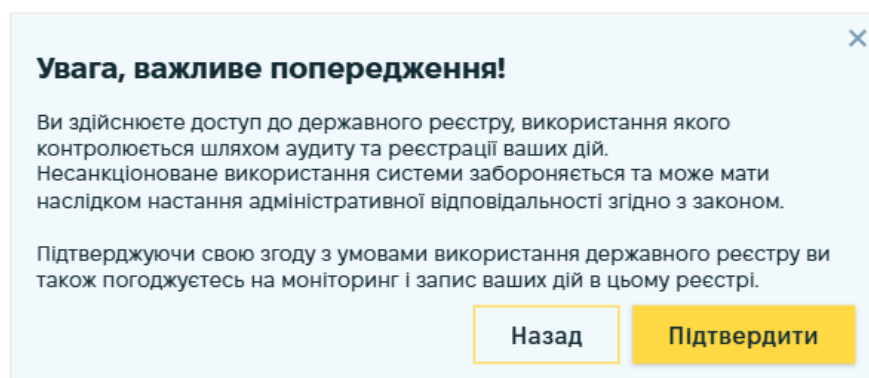 Увага, важливе попередження!
Ви здійснюєте доступ до державного реєстру, використання якого
контролюється шляхом аудиту та реєстрації ваших дій.
Несанкціоноване використання системи забороняється та може мати
наслідком настання адміністративної відповідальності згідно з законом.
Підтверджуючи свою згоду з умовами використання державного реєстру ви
також погоджуєтесь на моніторинг і запис ваших дій в цьому реєстрі.
Назад Підтвердити